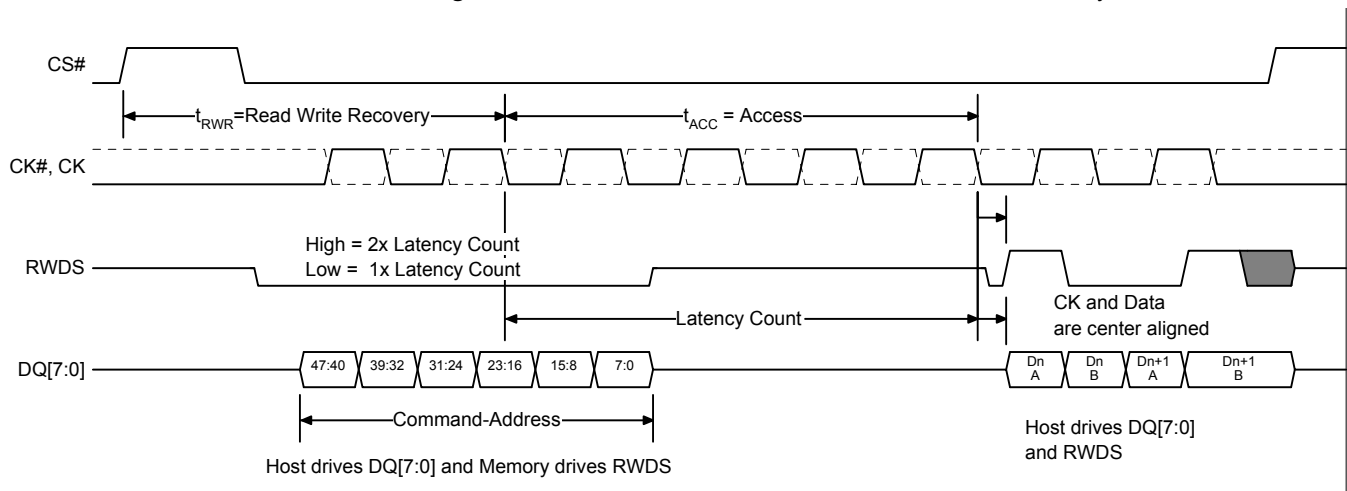 CS#
t_RWR=Read Write Recovery
t_ACC = Access
CK#, CK
High = 2x Latency Count
Low = 1x Latency Count
RWDS
CK and Data
are center aligned
Latency Count
DQ[7:0]
47:40 39:32 31:24 23:16 15:8 7:0
Dn Dn Dn+1 Dn+1
A B A B
Command-Address
Host drives DQ[7:0]
and RWDS
Host drives DQ[7:0] and Memory drives RWDS